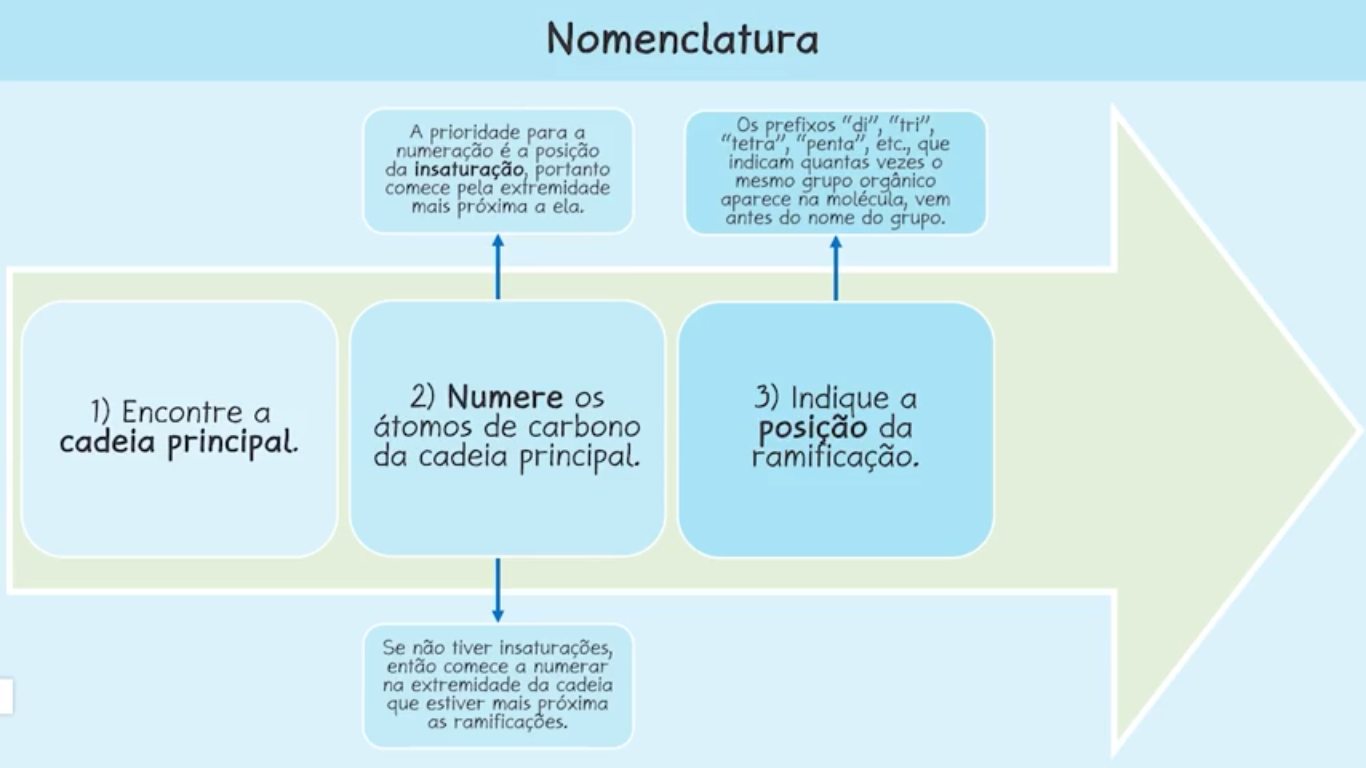 Nomenclatura
A prioridade para a
numeração é a posição
da insaturação, portanto
comece pela extremidade
mais próxima a ela.
Os prefixos “di”, “tri”,
“tetra”, “penta”, etc., que
indicam quantas vezes o
mesmo grupo orgânico
aparece na molécula, vem
antes do nome do grupo.
1) Encontre a
cadeia principal.
2) Numere os
átomos de carbono
da cadeia principal.
3) Indique a
posição da
ramificação.
Se não tiver insaturações,
então comece a numerar
na extremidade da cadeia
que estiver mais próxima
as ramificações.